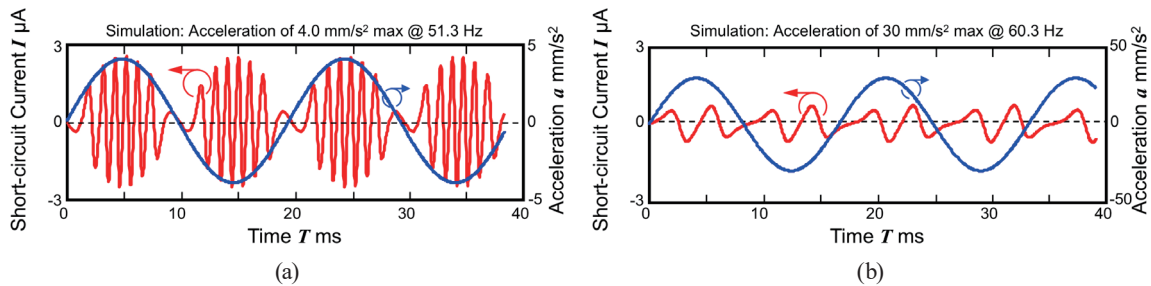 Simulation: Acceleration of 4.0 mm/s² max @ 51.3 Hz
Short-circuit Current I μA
3
0
-3
5
0
-5
Acceleration a mm/s²
0 10 20 30 40
Time T ms
(a)
Simulation: Acceleration of 30 mm/s² max @ 60.3 Hz
Short-circuit Current I μA
3
0
-3
50
0
-50
Acceleration a mm/s²
0 10 20 30 40
Time T ms
(b)